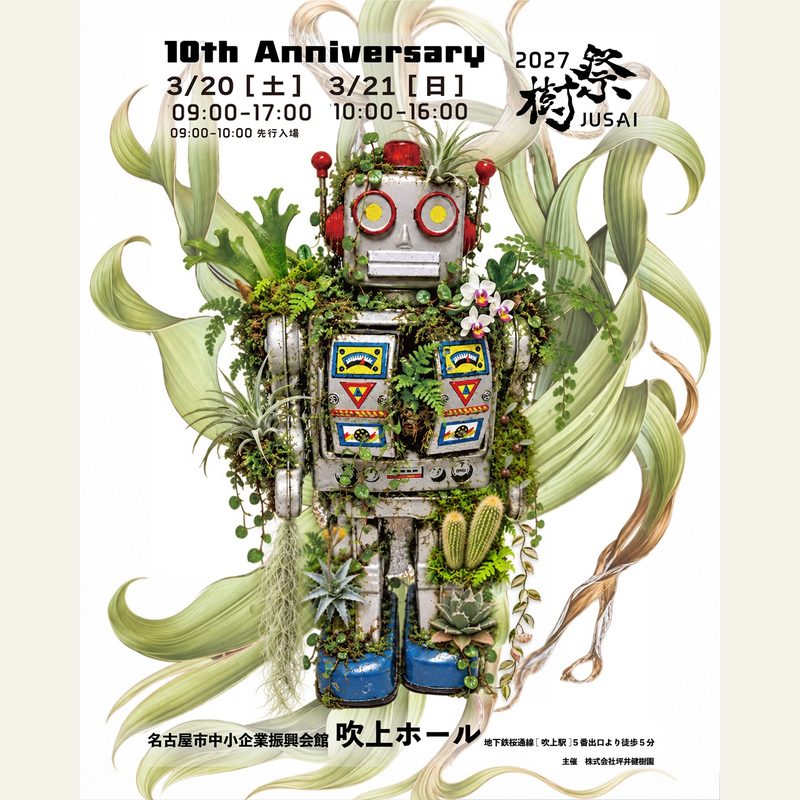 10th Anniversary
3/20[土] 3/21[日]
09:00-17:00 10:00-16:00
09:00-10:00 先行入場
2027
樹祭
JUSAI
名古屋市中小企業振興会館 吹上ホール 地下鉄桜通線[吹上駅]5番出口より徒歩5分
主催 株式会社坪井健樹園